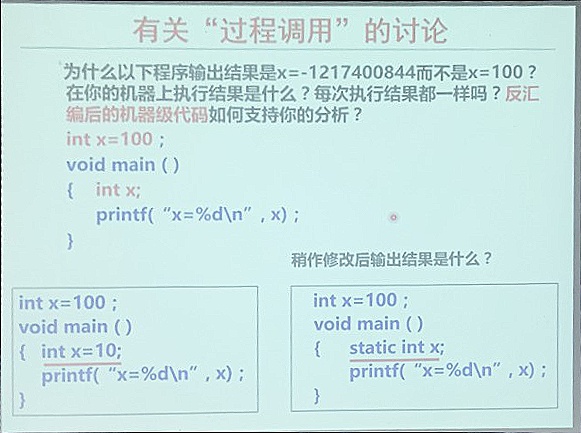 有关“过程调用”的讨论
为什么以下程序输出结果是x=-1217400844而不是x=100？
在你的机器上执行结果是什么？每次执行结果都一样吗？反汇
编后的机器级代码如何支持你的分析？
int x=100；
void main ( )
{ int x;
printf(“x=%d\n”, x)；
}
稍作修改后输出结果是什么？
int x=100；
void main ( )
{ int x=10;
printf(“x=%d\n”, x)；
}
int x=100；
void main ( )
{ static int x;
printf(“x=%d\n”, x)；
}